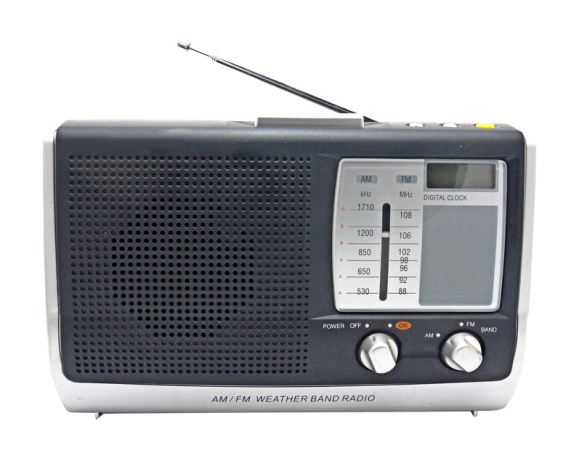 AM FM
kHz MHz
DIGITAL CLOCK
1710 108
1200 106
850 102
98
650 96
92
530 88
POWER OFF ON
AM FM BAND
AM / FM WEATHER BAND RADIO